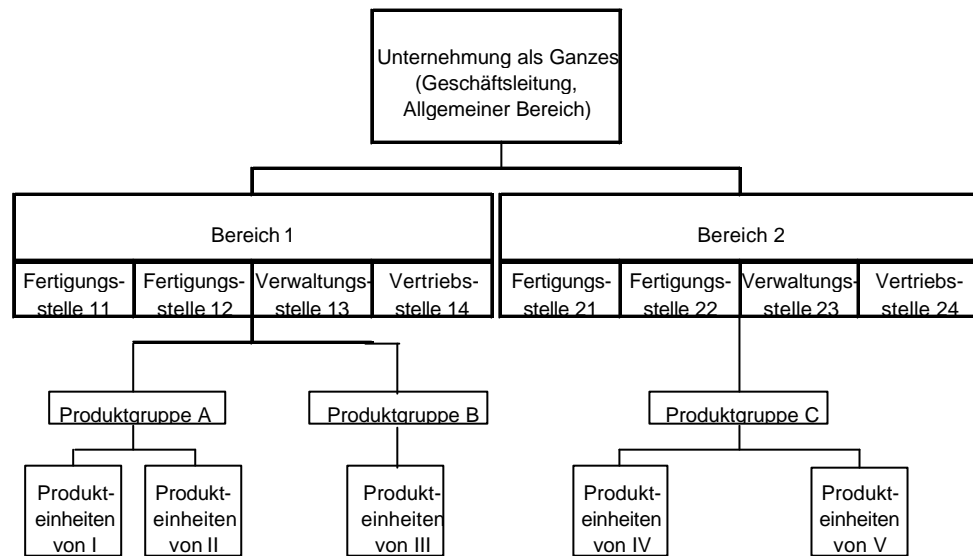 Unternehmung als Ganzes
(Geschäftsleitung,
Allgemeiner Bereich)
Bereich 1
Bereich 2
Fertigungs-
stelle 11
Fertigungs-
stelle 12
Verwaltungs-
stelle 13
Vertriebs-
stelle 14
Fertigungs-
stelle 21
Fertigungs-
stelle 22
Verwaltungs-
stelle 23
Vertriebs-
stelle 24
Produktgruppe A
Produktgruppe B
Produktgruppe C
Produkt-
einheiten
von I
Produkt-
einheiten
von II
Produkt-
einheiten
von III
Produkt-
einheiten
von IV
Produkt-
einheiten
von V